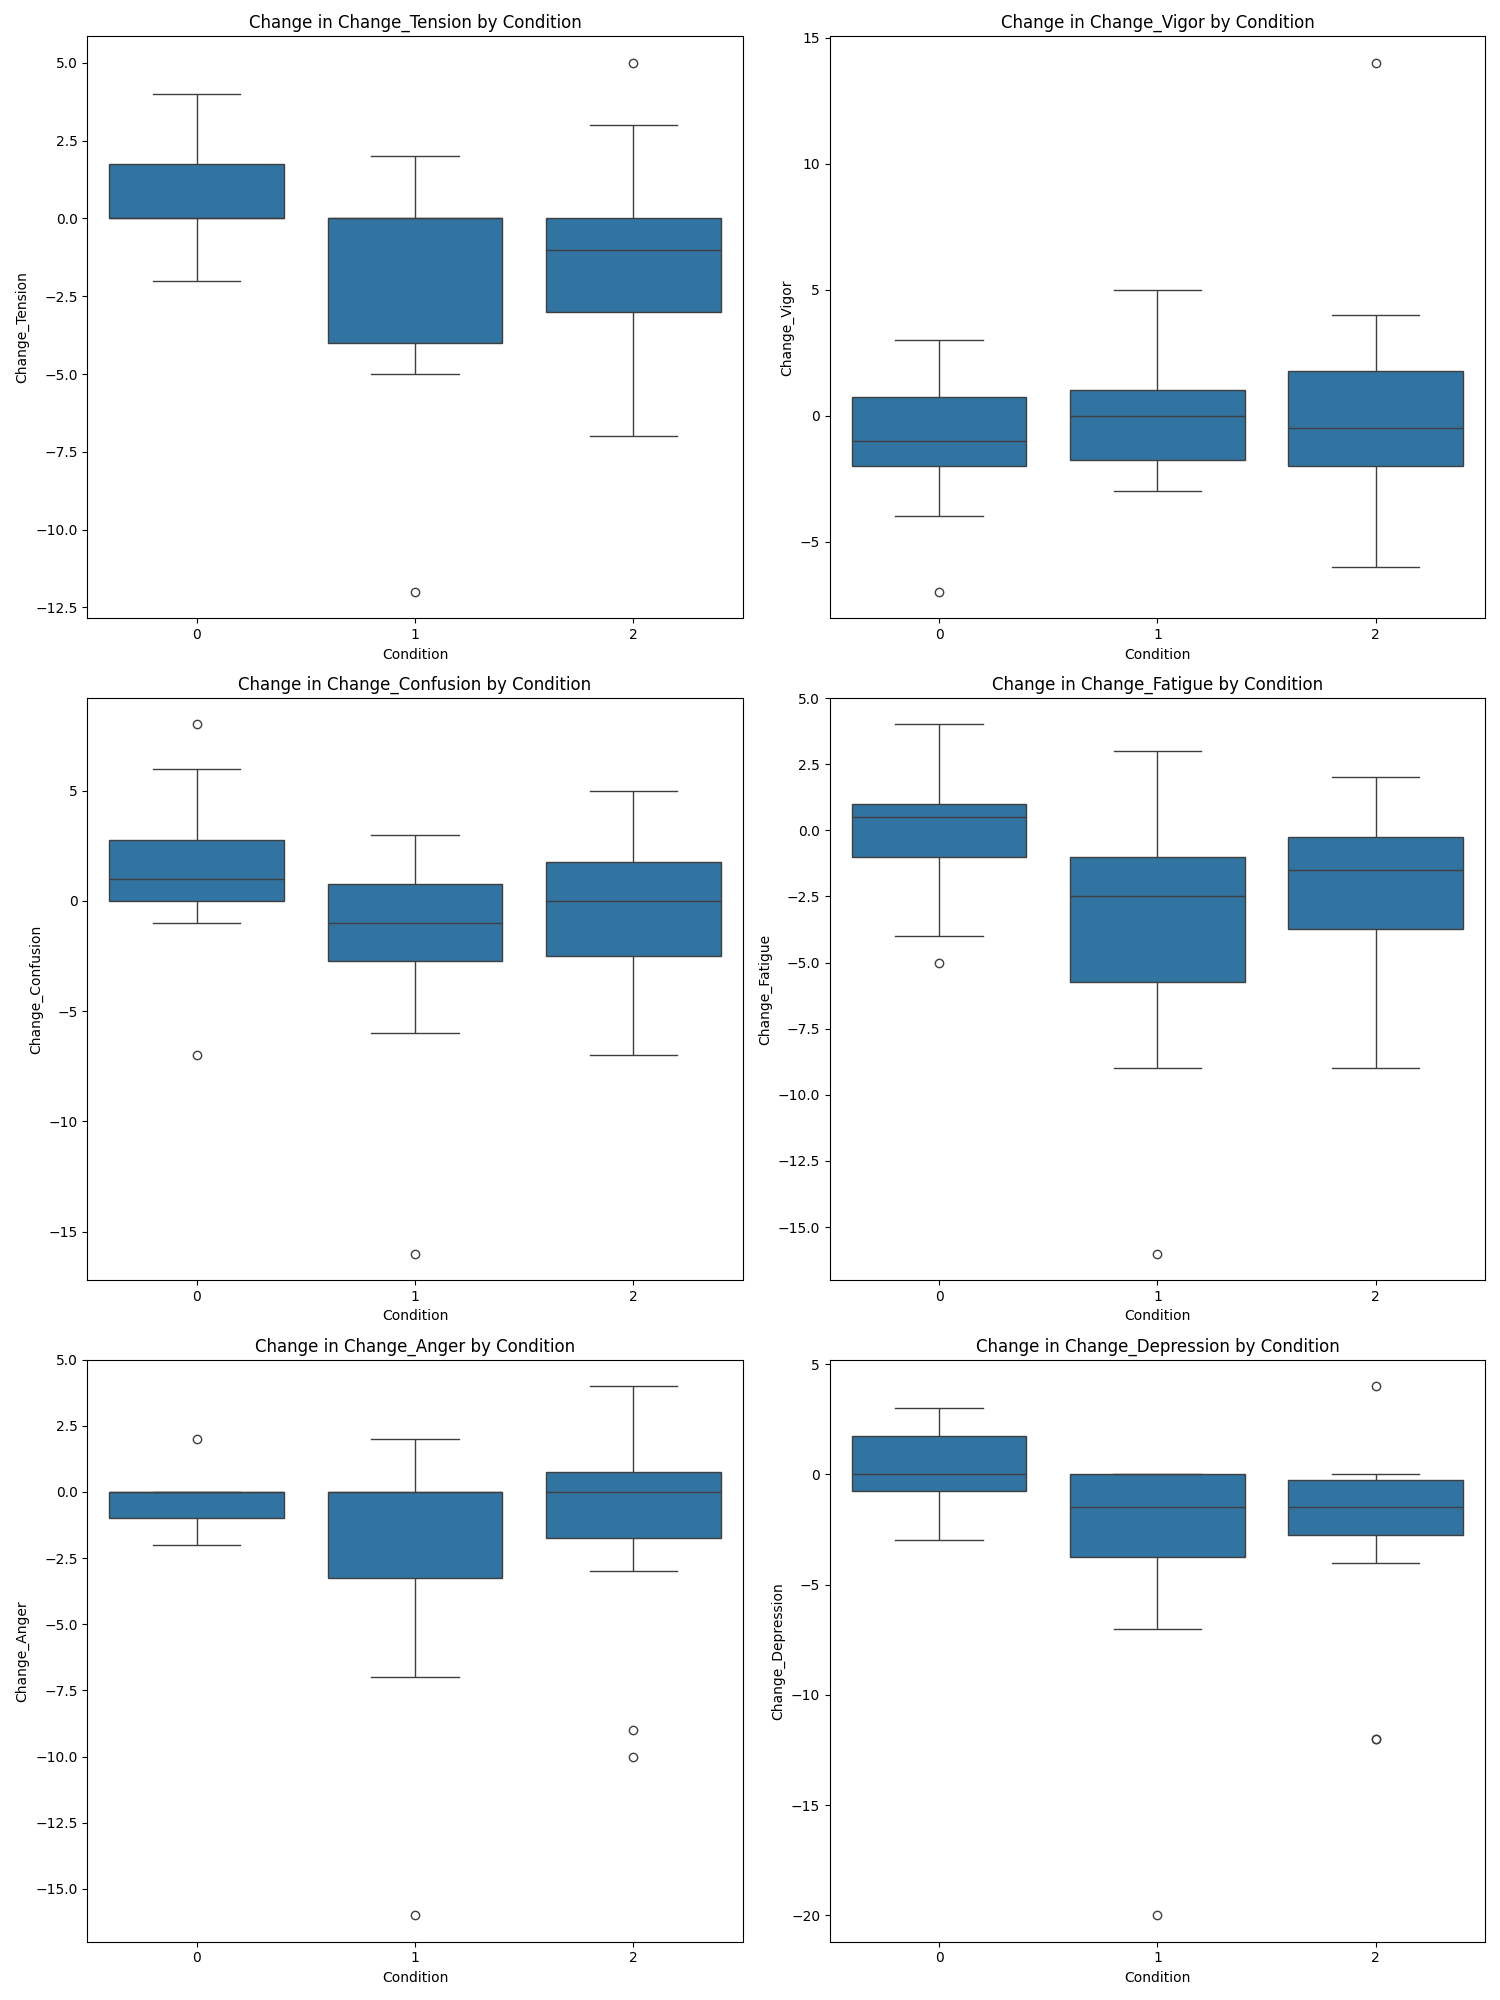 Change in Change_Tension by Condition
Change_Tension
5.0
2.5
0.0
−2.5
−5.0
−7.5
−10.0
−12.5
0 1 2
Condition
Change in Change_Vigor by Condition
Change_Vigor
15
10
5
0
−5
0 1 2
Condition
Change in Change_Confusion by Condition
Change_Confusion
5
0
−5
−10
−15
0 1 2
Condition
Change in Change_Fatigue by Condition
Change_Fatigue
5.0
2.5
0.0
−2.5
−5.0
−7.5
−10.0
−12.5
−15.0
0 1 2
Condition
Change in Change_Anger by Condition
Change_Anger
5.0
2.5
0.0
−2.5
−5.0
−7.5
−10.0
−12.5
−15.0
0 1 2
Condition
Change in Change_Depression by Condition
Change_Depression
5
0
−5
−10
−15
−20
0 1 2
Condition